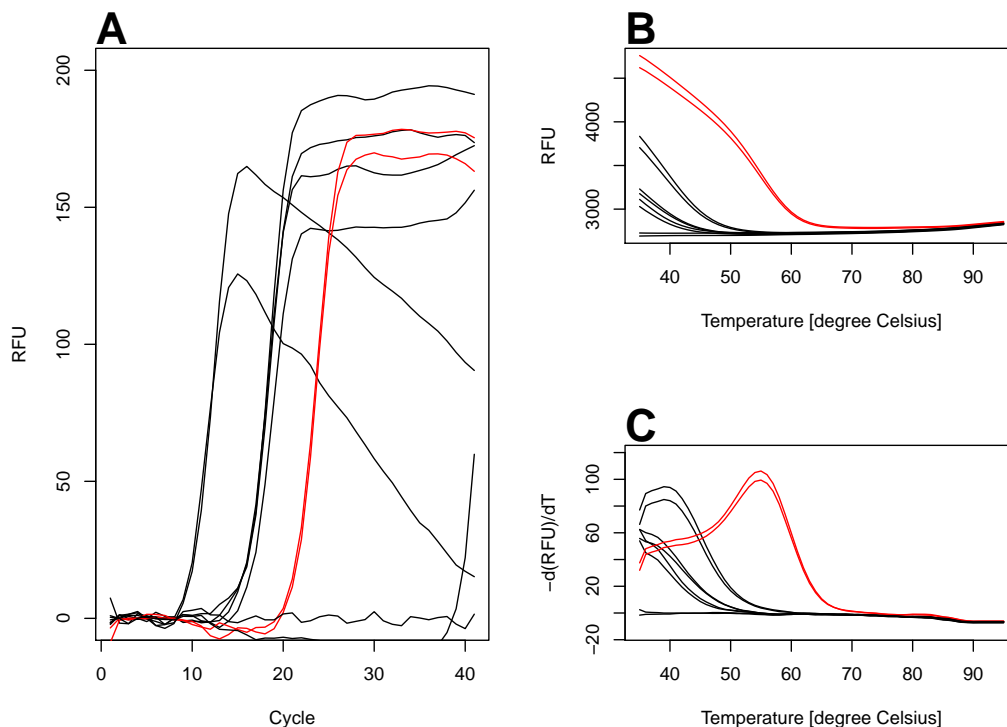 A
RFU
200
150
100
50
0
0 10 20 30 40
Cycle
B
RFU
4000
3000
40 50 60 70 80 90
Temperature [degree Celsius]
C
-d(RFU)/dT
100
60
20
-20
40 50 60 70 80 90
Temperature [degree Celsius]